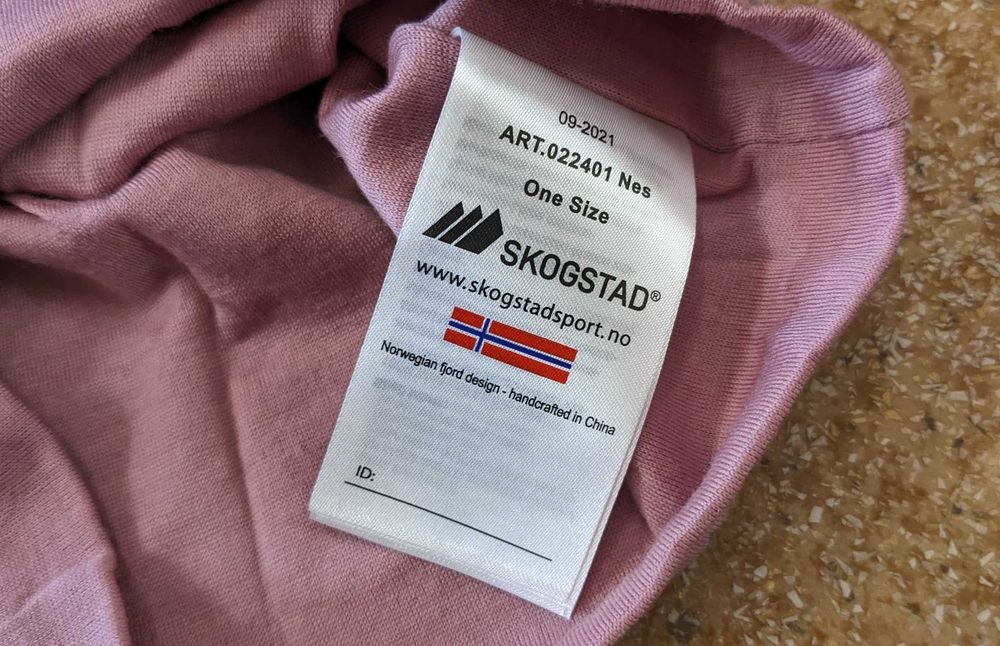 09-2021
ART.022401 Nes
One Size
SKOGSTAD®
www.skogstadsport.no
Norwegian fjord design - handcrafted in China
ID: